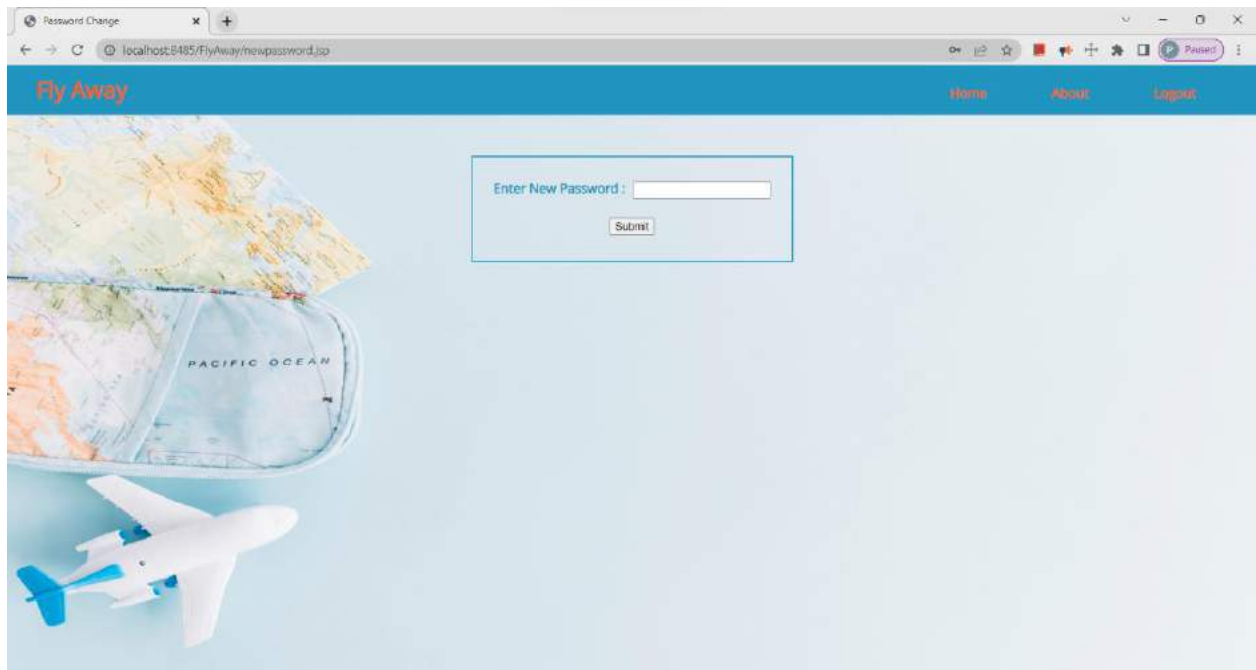 Password Change
localhost:8485/FlyAway/newpassword.jsp
Paused
Fly Away
Home
About
Logout
Enter New Password :
Submit
PACIFIC OCEAN